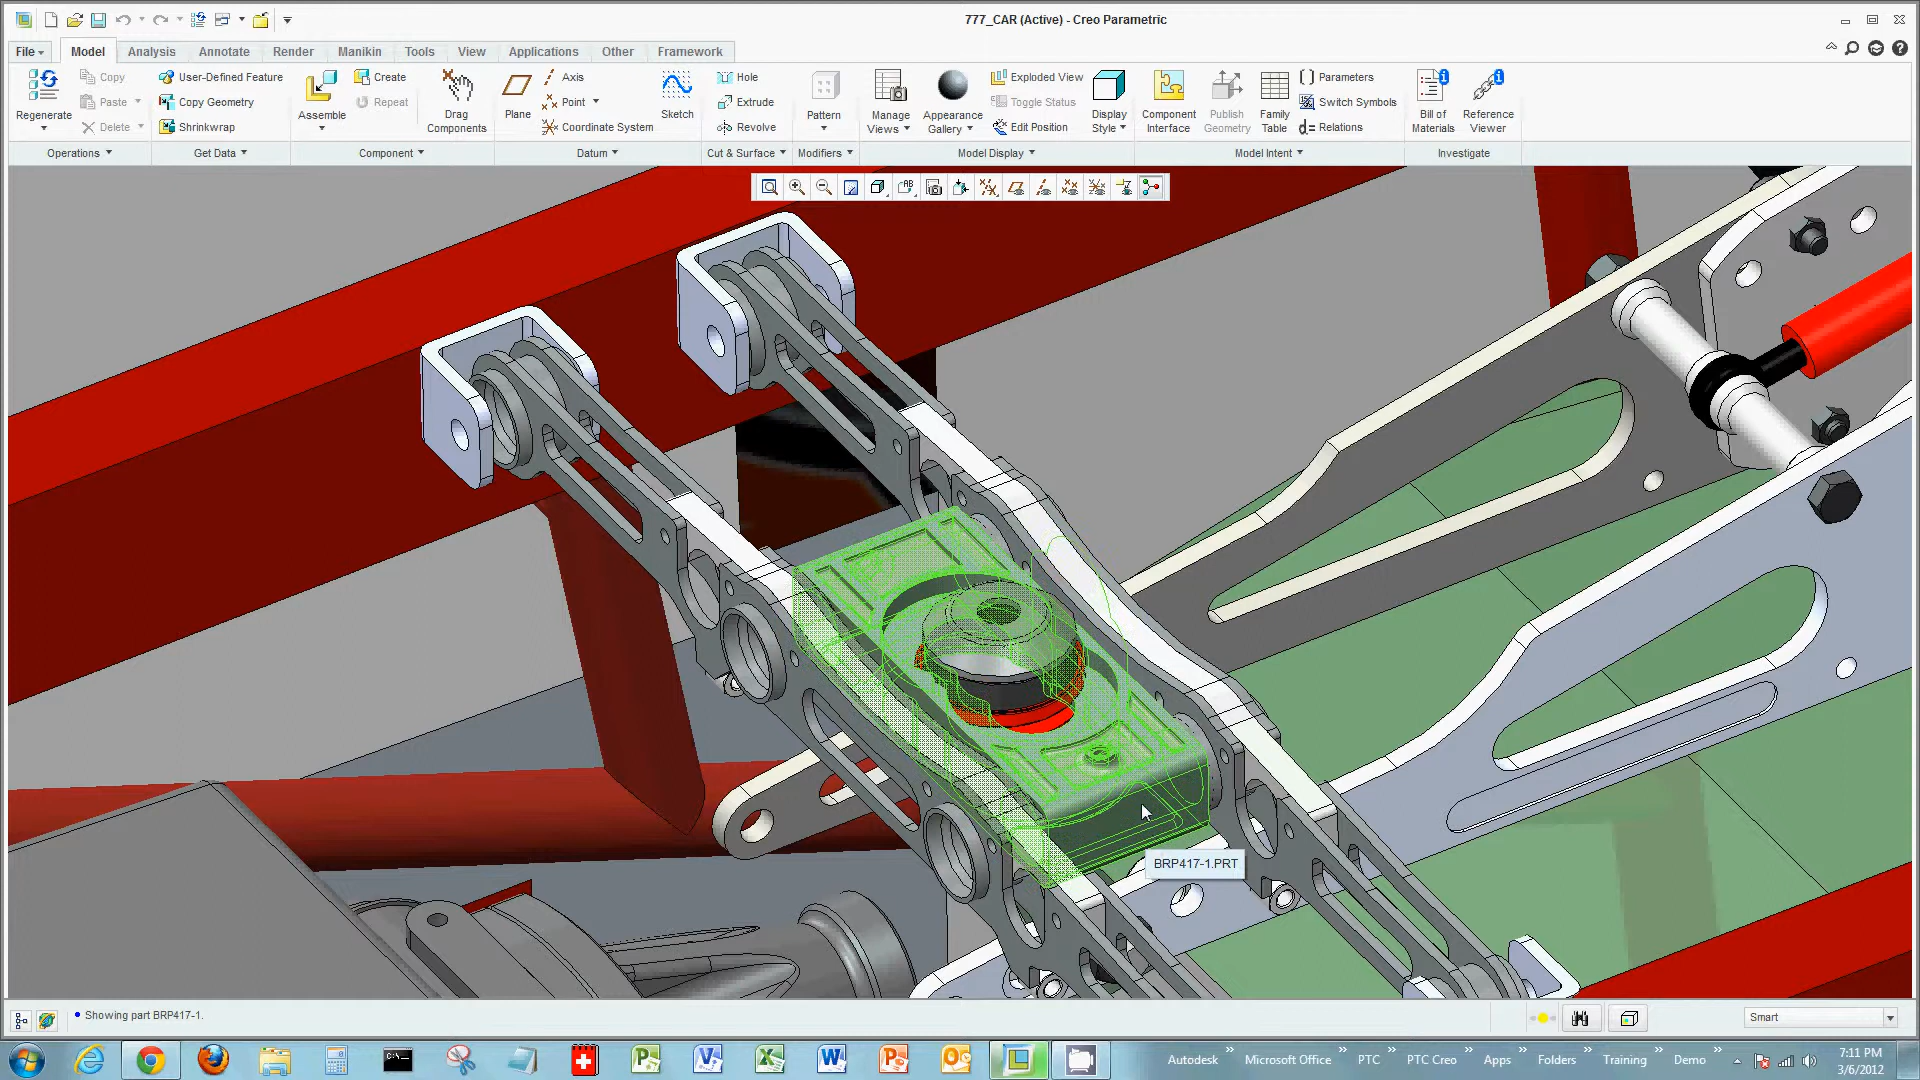 777_CAR (Active) - Creo Parametric
File
Model
Analysis
Annotate
Render
Manikin
Tools
View
Applications
Other
Framework
Regenerate
Copy
Paste
Delete
Operations
User-Defined Feature
Copy Geometry
Shrinkwrap
Get Data
Assemble
Create
Repeat
Drag
Components
Component
Plane
Axis
Point
Coordinate System
Sketch
Datum
Hole
Extrude
Revolve
Cut & Surface
Pattern
Modifiers
Manage
Views
Appearance
Gallery
Exploded View
Toggle Status
Edit Position
Display
Style
Model Display
Component
Interface
Publish
Geometry
Family
Table
Parameters
Switch Symbols
Relations
Model Intent
Bill of
Materials
Reference
Viewer
Investigate
BRP417-1.PRT
Showing part BRP417-1.
Smart
Autodesk
Microsoft Office
PTC
PTC Creo
Apps
Folders
Training
Demo
7:11 PM
3/6/2012